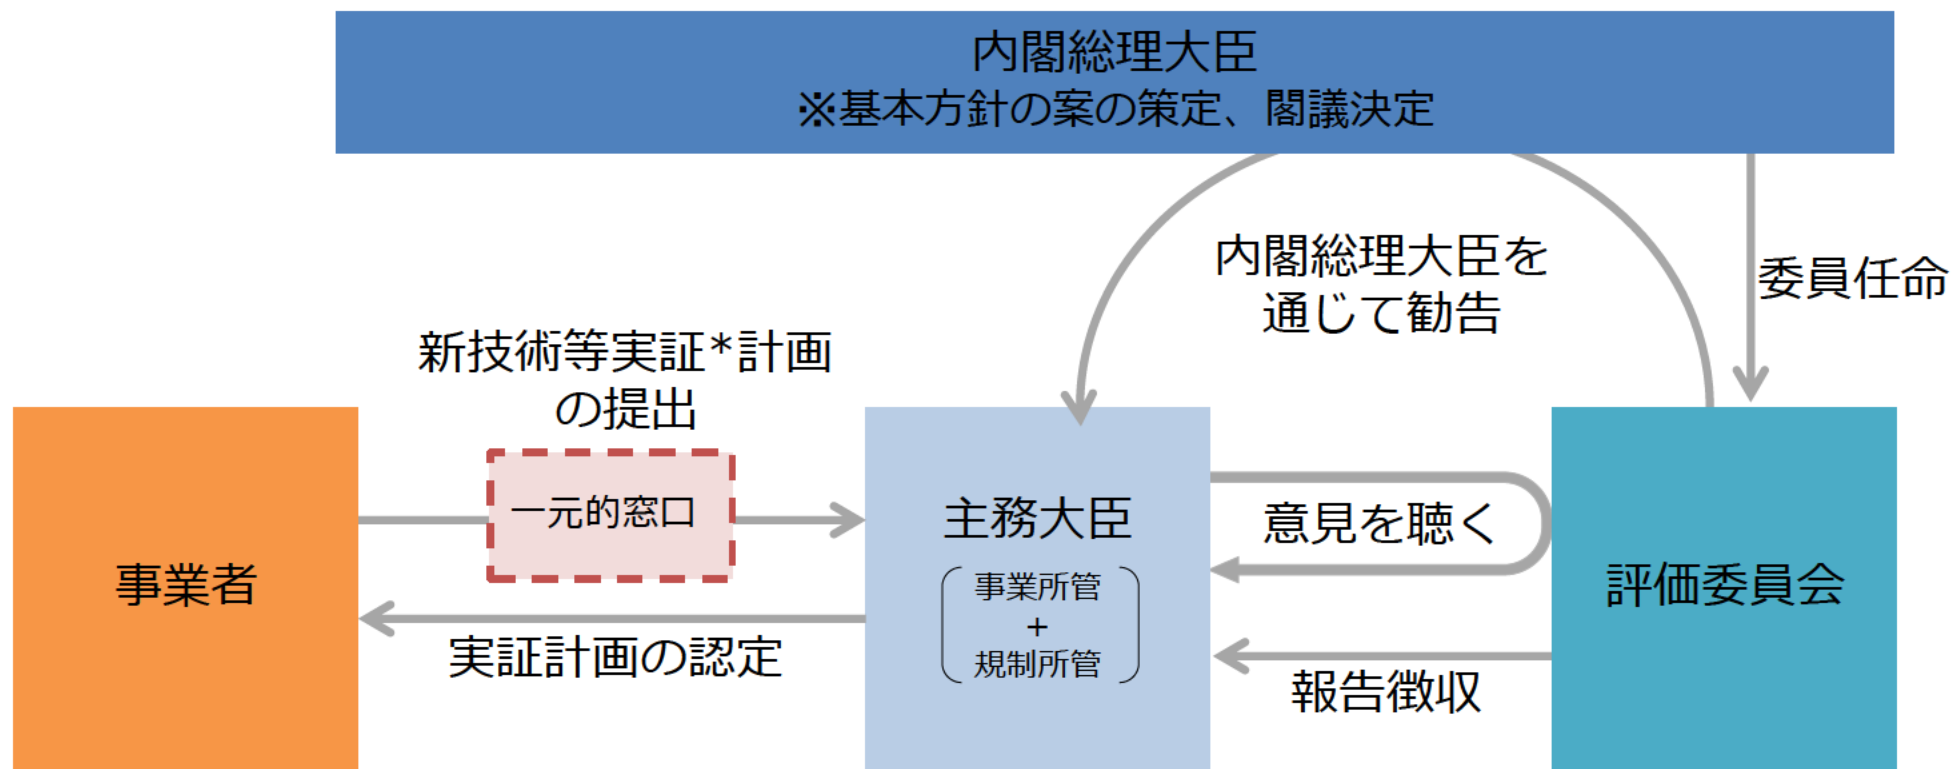 内閣総理大臣
※基本方針の案の策定、閣議決定
内閣総理大臣を
通じて勧告
委員任命
新技術等実証*計画
の提出
一元的窓口
事業者
実証計画の認定
主務大臣
事業所管
+
規制所管
意見を聴く
報告徴収
評価委員会